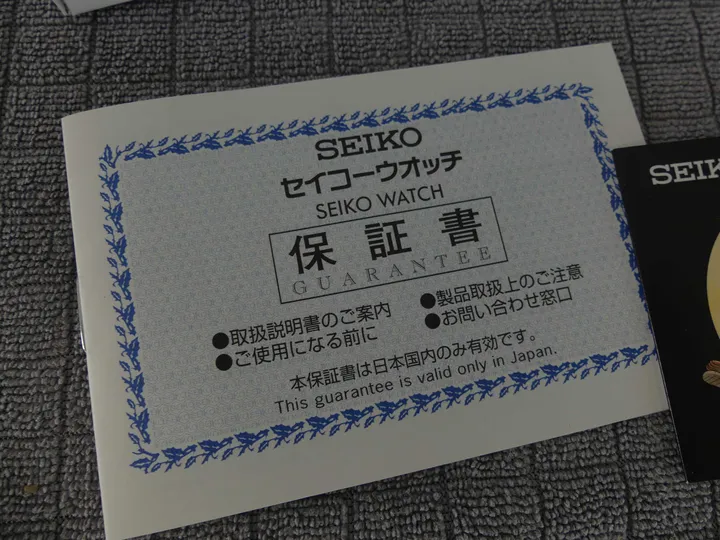 SEIKO
セイコーウオッチ
SEIKO WATCH
保証書
GUARANTEE
●取扱説明書のご案内
●ご使用になる前に
●製品取扱上のご注意
●お問い合わせ窓口
本保証書は日本国内のみ有効です。
This guarantee is valid only in Japan.
SEIK